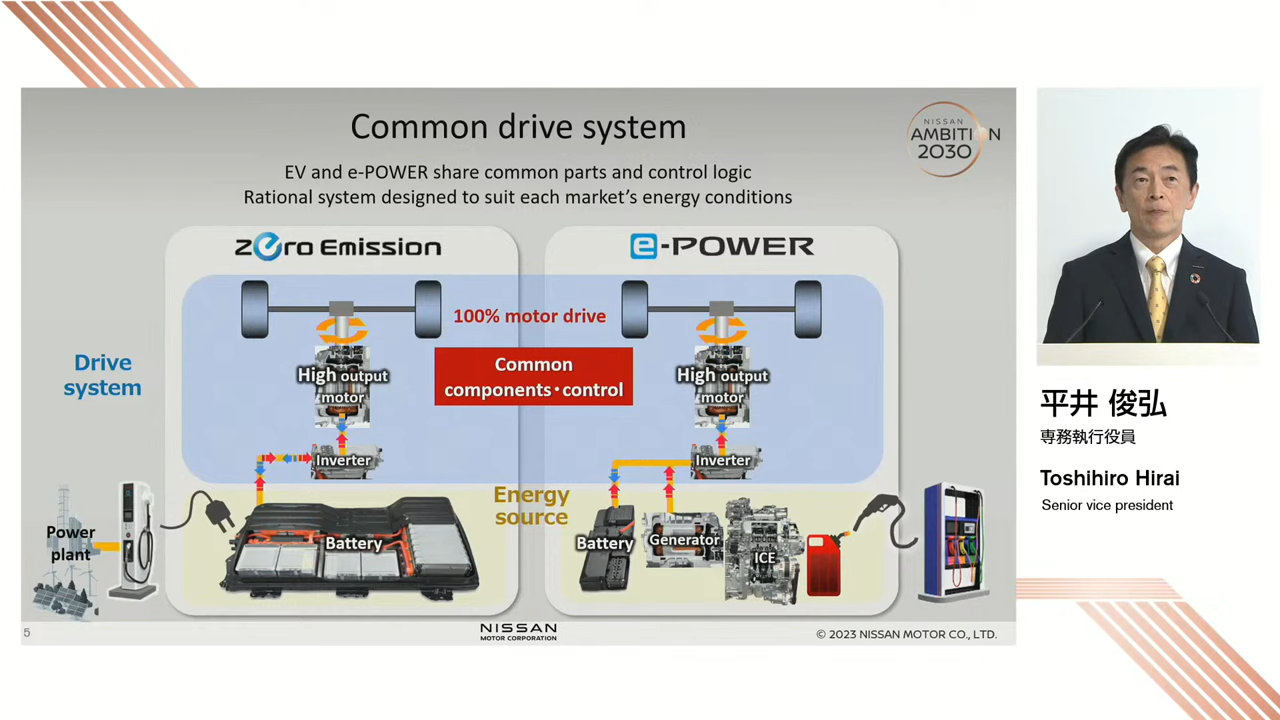 Common drive system
NISSAN
AMBITION
2030
EV and e-POWER share common parts and control logic
Rational system designed to suit each market's energy conditions
Zero Emission
e-POWER
100% motor drive
Common
components・control
Drive
system
High output
motor
High output
motor
Inverter
Inverter
Energy
source
Power
plant
Battery
Battery
Generator
ICE
5
NISSAN
MOTOR CORPORATION
© 2023 NISSAN MOTOR CO., LTD.
平井 俊弘
専務執行役員
Toshihiro Hirai
Senior vice president